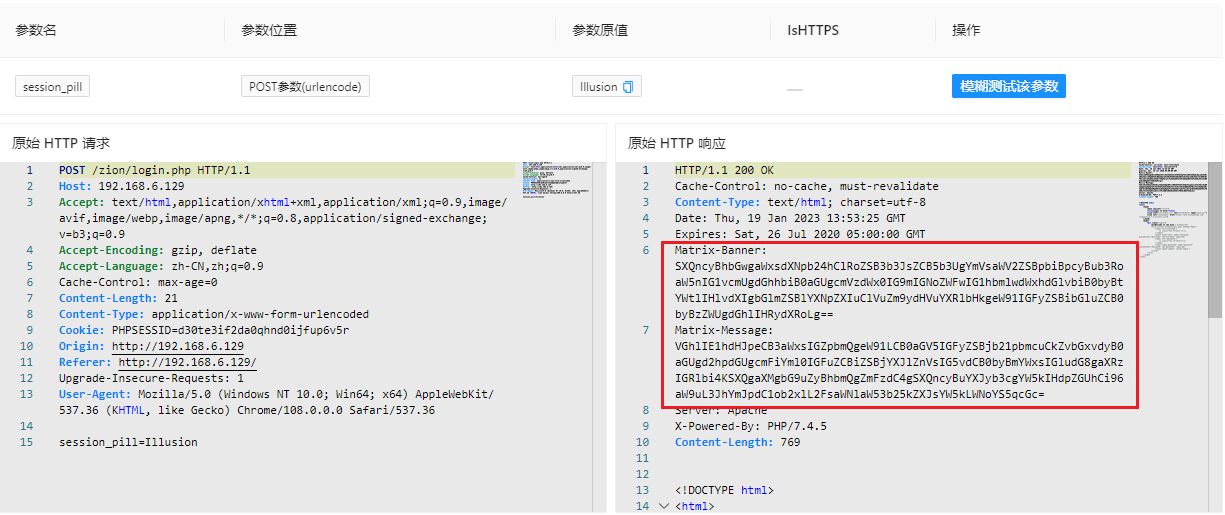 参数名 参数位置 参数原值 IsHTTPS 操作
session_pill POST参数(urlencode) Illusion __ 模糊测试该参数
原始 HTTP 请求
1 POST /zion/login.php HTTP/1.1
2 Host: 192.168.6.129
3 Accept: text/html,application/xhtml+xml,application/xml;q=0.9,image/
avif,image/webp,image/apng,*/*;q=0.8,application/signed-exchange;
v=b3;q=0.9
4 Accept-Encoding: gzip, deflate
5 Accept-Language: zh-CN,zh;q=0.9
6 Cache-Control: max-age=0
7 Content-Length: 21
8 Content-Type: application/x-www-form-urlencoded
9 Cookie: PHPSESSID=d30te3if2da0qhnd0ijfup6v5r
10 Origin: http://192.168.6.129
11 Referer: http://192.168.6.129/
12 Upgrade-Insecure-Requests: 1
13 User-Agent: Mozilla/5.0 (Windows NT 10.0; Win64; x64) AppleWebKit/
537.36 (KHTML, like Gecko) Chrome/108.0.0.0 Safari/537.36
14
15 session_pill=Illusion
原始 HTTP 响应
1 HTTP/1.1 200 OK
2 Cache-Control: no-cache, must-revalidate
3 Content-Type: text/html; charset=utf-8
4 Date: Thu, 19 Jan 2023 13:53:25 GMT
5 Expires: Sat, 26 Jul 2020 05:00:00 GMT
6 Matrix-Banner:
SXQncyBhbGwgaWxsdXNpb24hClRoZSB3b3JsZCB5b3UgYmVsaWV2ZSBpbiBpcyBub3Ro
aW5nIGlvcmUgdGhhbiB0aGUgcmVzdWx0IG9mIGNoZWFwIG1hbmlwdWxhdGlvbiB0byBt
YWtlIHlvdXIgbGlmZSBlYXNpZXIuClVuZm9ydHVuYXRlbHkgeW91IGFyZSBibGluZCB0
byBzZWUgdGhlIHRydXRoLg==
7 Matrix-Message:
VGhlIE1hdHJpeCB3aWxsIGZpbmQgeW91LCB0aGV5IGFyZSBjb21pbmcuCkZvbGxvdyB0
aGUgd2hpdGUgcmFiYml0IGFuZCBiZSBjYXJlZnVsIG5vdCB0byBmYWxsIGludG8gaXRz
IGRlbi4KSXQgaXMgbG9uZyBhbmQgZmFzdC4gSXQncyBuYXJyb3cgYW5kIHdpZGUhCi96
aW9uL3JhYmJpdC1ob2xlL2FsaWNlaW53b25kZXJsYW5kLWNoYS5qcGc=
8 Server: Apache
9 X-Powered-By: PHP/7.4.5
10 Content-Length: 769
11
12
13 <!DOCTYPE html>
14 <html>